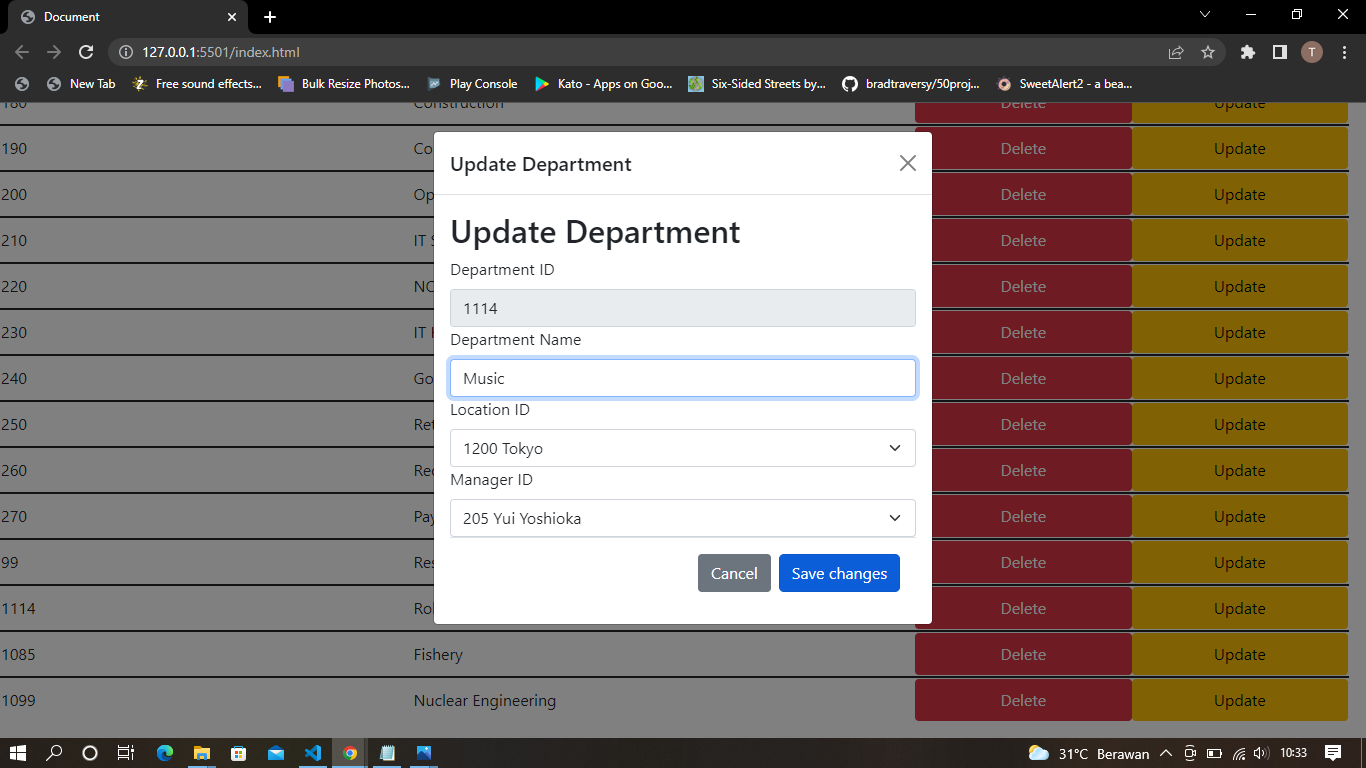 Document
127.0.0.1:5501/index.html
T
New Tab
Free sound effects...
Bulk Resize Photos...
Play Console
Kato - Apps on Goo...
Six-Sided Streets by...
bradtraversy/50proj...
SweetAlert2 - a bea...
180 Construction Delete Update
190 Co Delete Update
200 Op Delete Update
210 IT S Delete Update
220 NO Delete Update
230 IT H Delete Update
240 Go Delete Update
250 Ret Delete Update
260 Rec Delete Update
270 Pay Delete Update
99 Res Delete Update
1114 Ro Delete Update
1085 Fishery Delete Update
1099 Nuclear Engineering Delete Update
Update Department
Update Department
Department ID
1114
Department Name
Music
Location ID
1200 Tokyo
Manager ID
205 Yui Yoshioka
Cancel Save changes
31°C Berawan 10:33